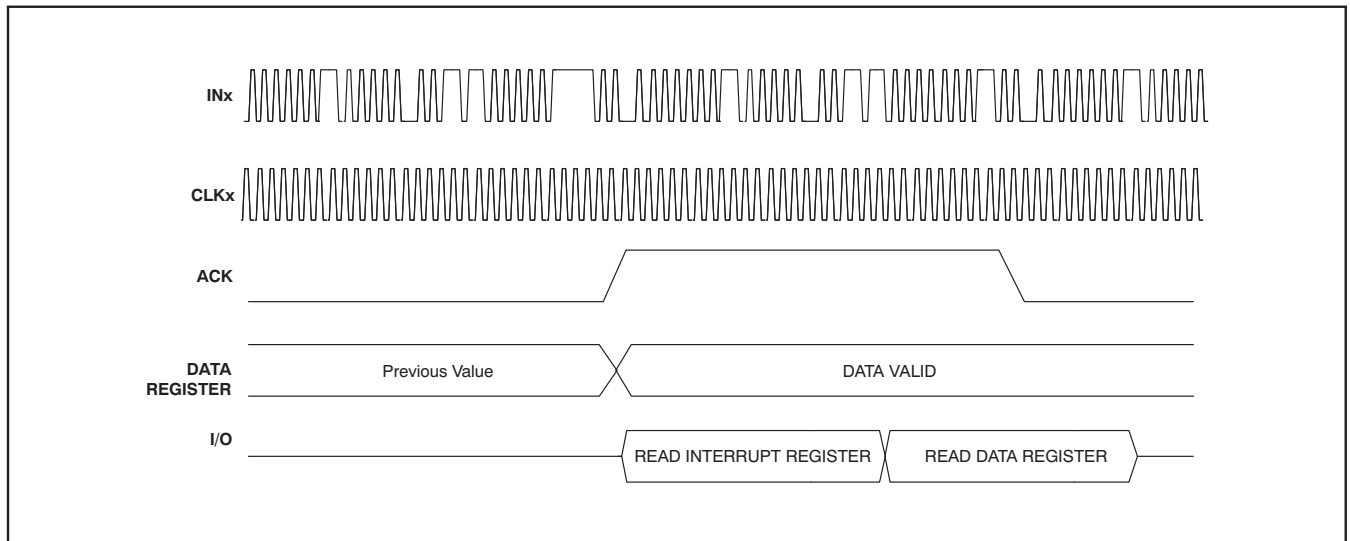 INx
CLKx
ACK
DATA
REGISTER
Previous Value
DATA VALID
I/O
READ INTERRUPT REGISTER
READ DATA REGISTER